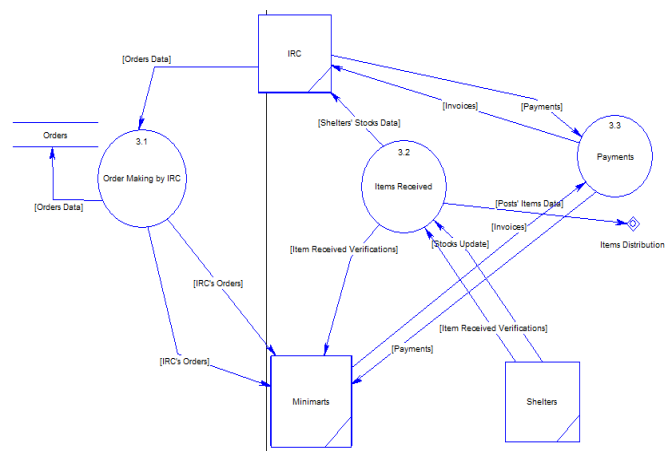 IRC
[Orders Data]
[Invoices]
[Payments]
[Shelters' Stocks Data]
Orders
3.1
Order Making by IRC
3.2
Items Received
3.3
Payments
[Orders Data]
[Posts' Items Data]
[Invoices]
[Item Received Verifications]
[Stocks Update]
Items Distribution
[IRC's Orders]
[Item Received Verifications]
[IRC's Orders]
[Payments]
Minimarts
Shelters